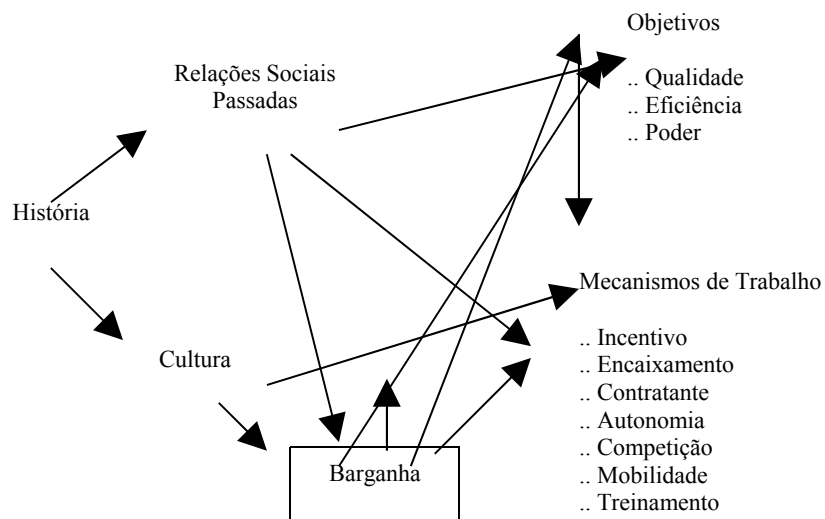 Objetivos
Relações Sociais
Passadas
.. Qualidade
.. Eficiência
.. Poder
História
Mecanismos de Trabalho
Cultura
.. Incentivo
.. Encaixamento
.. Contratante
.. Autonomia
.. Competição
.. Mobilidade
.. Treinamento
Barganha